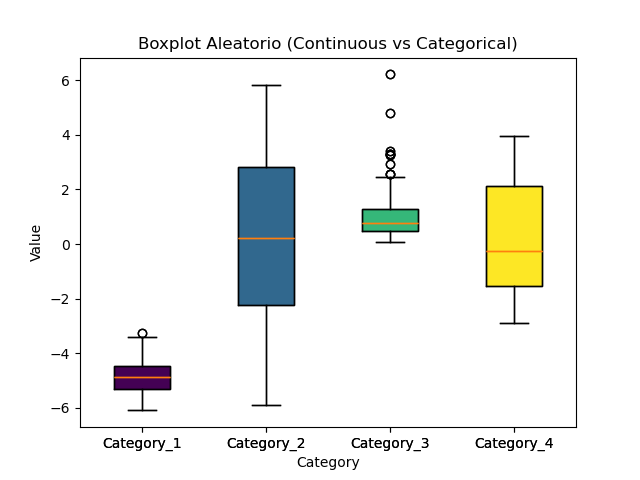 Boxplot Aleatorio (Continuous vs Categorical)
6
4
2
0
−2
−4
−6
Value
Category_1 Category_2 Category_3 Category_4
Category